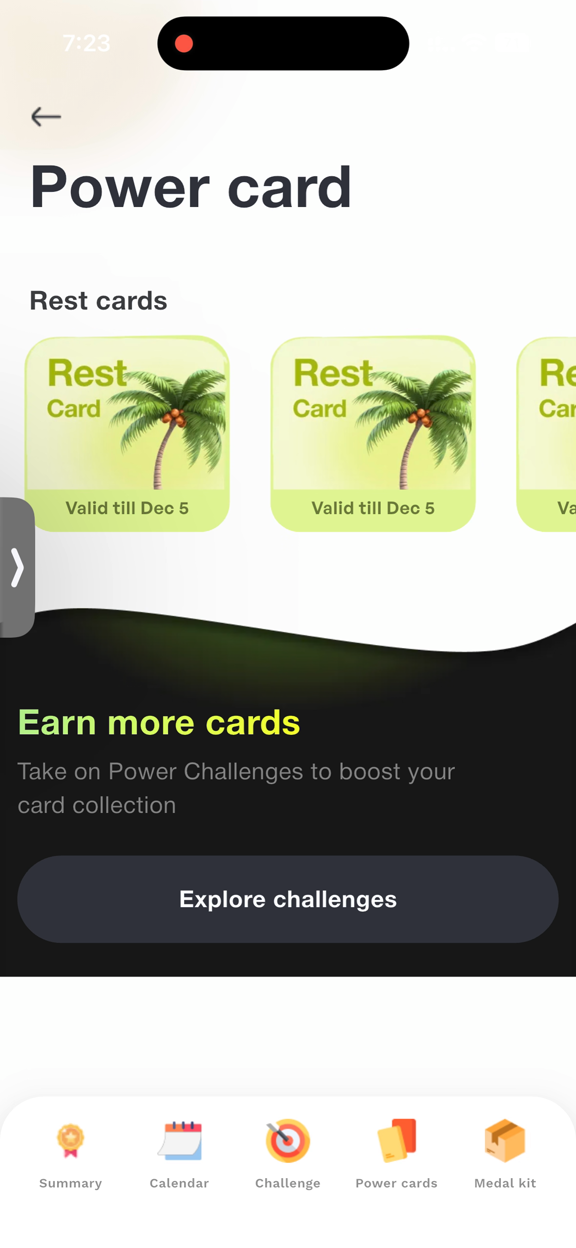 7:23
Power card
Rest cards
Rest
Card
Valid till Dec 5
Rest
Card
Valid till Dec 5
Earn more cards
Take on Power Challenges to boost your
card collection
Explore challenges
Summary
Calendar
Challenge
Power cards
Medal kit